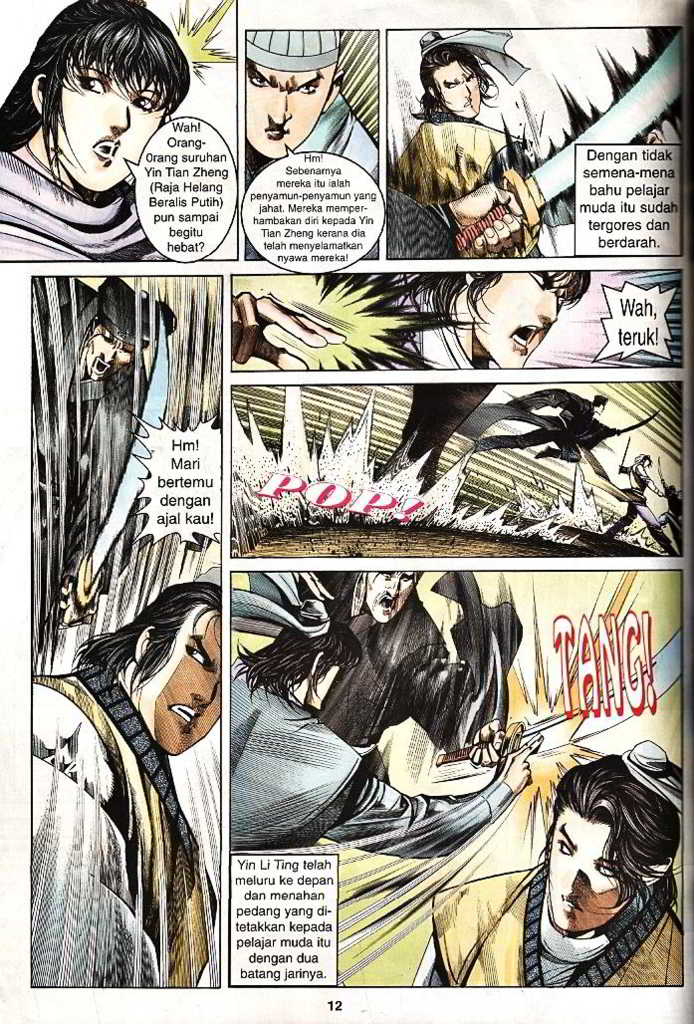 Wah!
Orang-
orang suruhan
Yin Tian Zheng
(Raja Helang
Beralis Putih)
pun sampai
begitu
hebat?
Hm!
Sebenarnya
mereka itu ialah
penyamun-penyamun yang
jahat. Mereka memper-
hambakan diri kepada Yin
Tian Zheng kerana dia
telah menyelamatkan
nyawa mereka!
Dengan tidak
semena-mena
bahu pelajar
muda itu sudah
tergores dan
berdarah.
Wah,
teruk!
Hm!
Mari
bertemu
dengan
ajal kau!
POP!
TANG!
Yin Li Ting telah
meluru ke depan
dan menahan
pedang yang di-
tetakkan kepada
pelajar muda itu
dengan dua
batang jarinya.
12